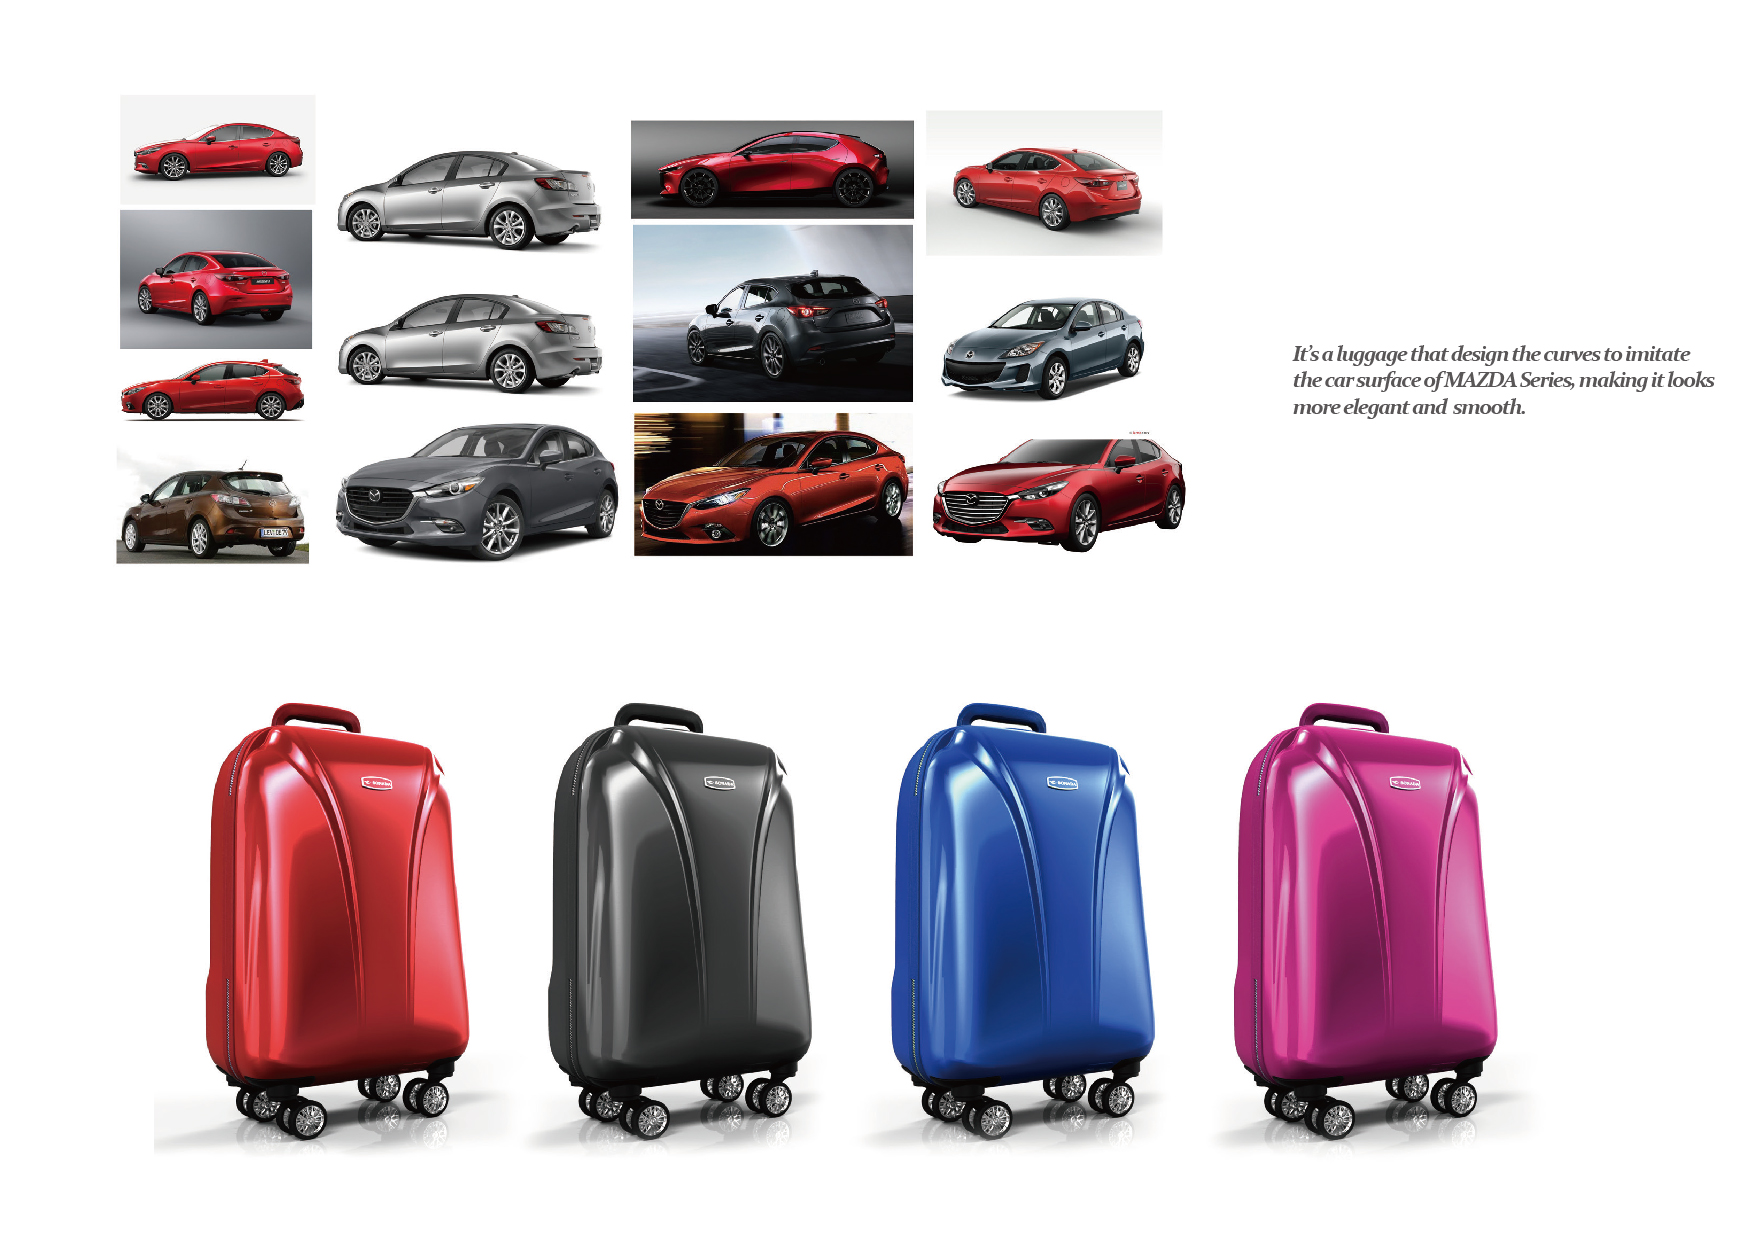 It's a luggage that design the curves to imitate
the car surface of MAZDA Series, making it looks
more elegant and smooth.